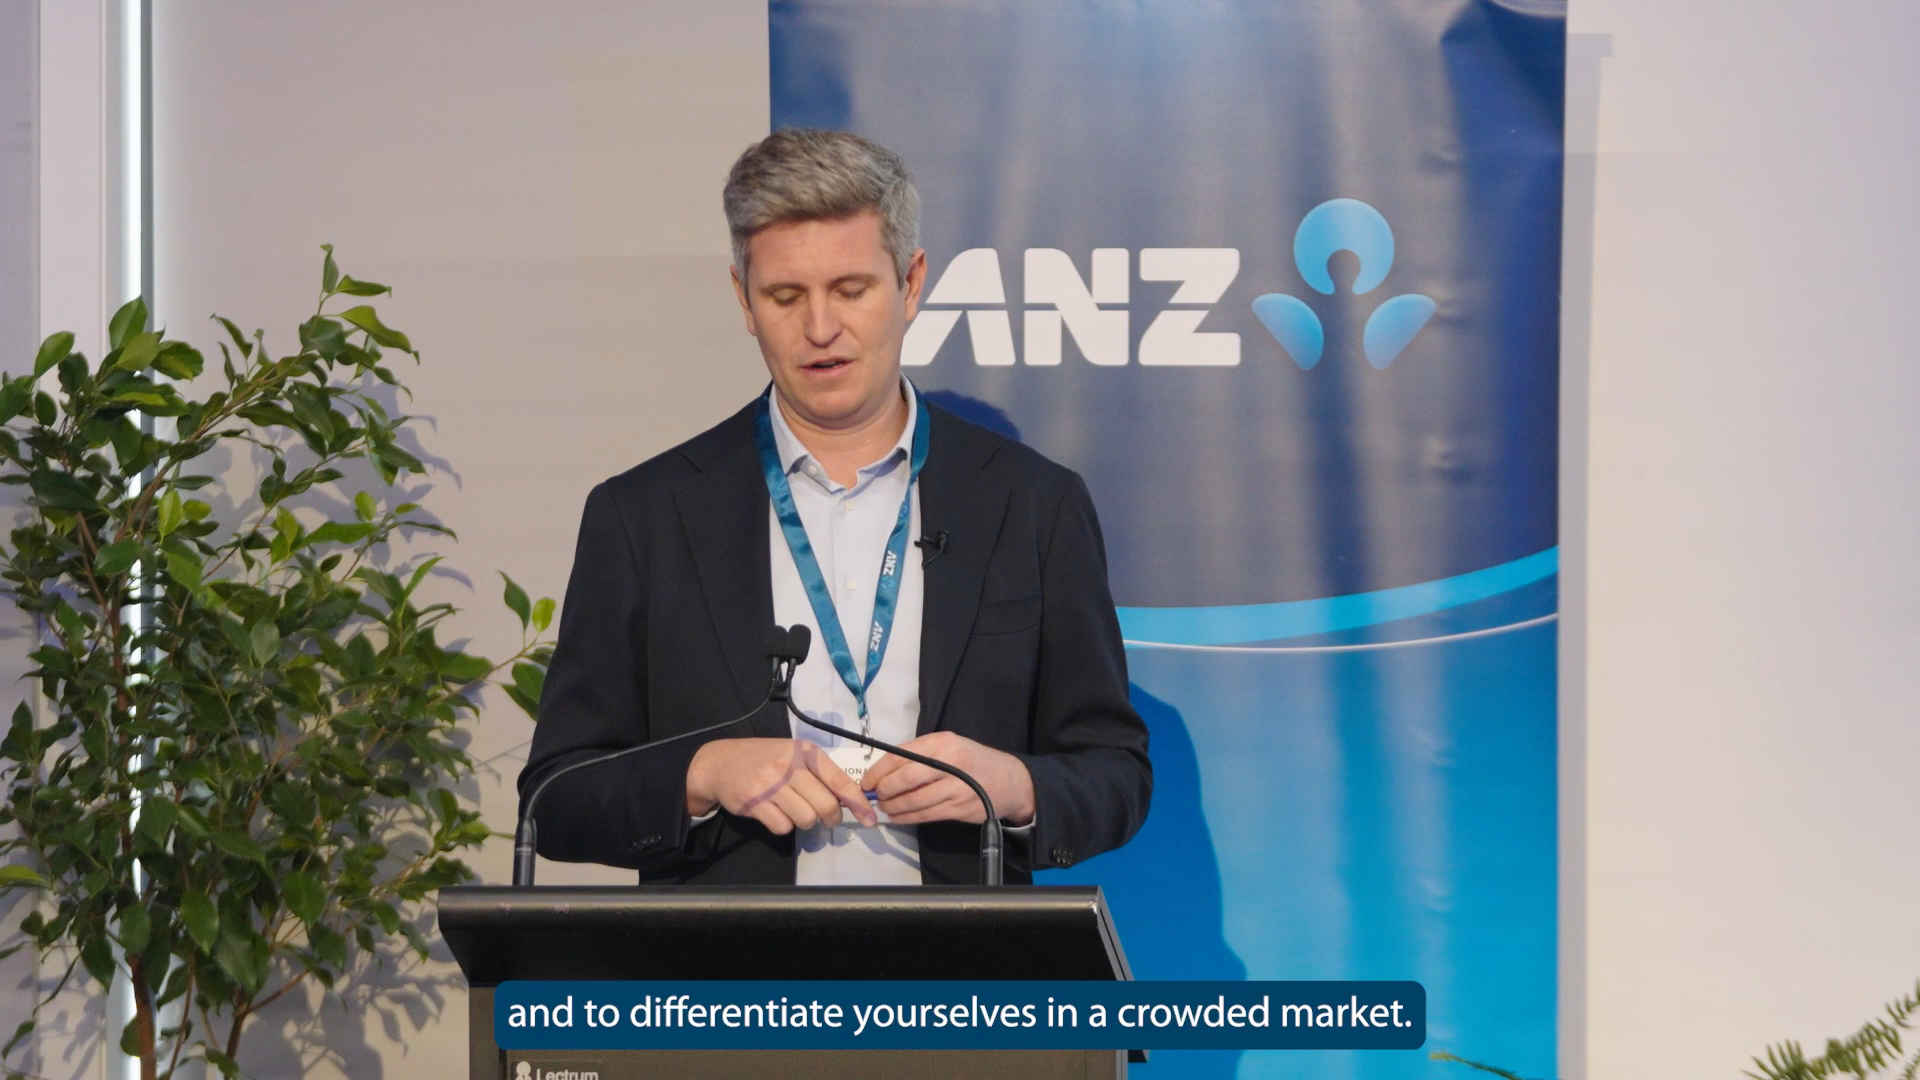 ANZ
ANZ
ANZ
and to differentiate yourselves in a crowded market.
Lectrum